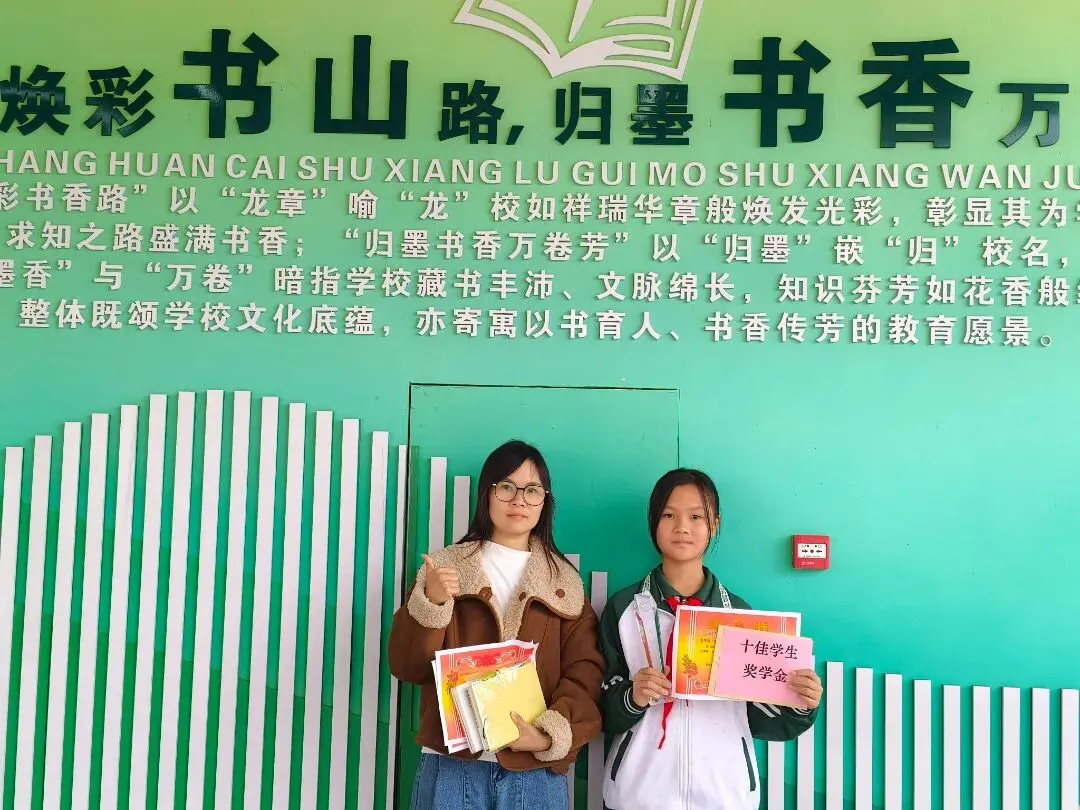 焕彩书山路,归墨书香万
HANG HUAN CAI SHU XIANG LU GUI MO SHU XIANG WAN JU
彩书香路”以“龙章”喻“龙”校如祥瑞华章般焕发光彩，彰显其为
求知之路盛满书香；“归墨书香万卷芳”以“归墨”嵌“归”校名，
墨香”与“万卷”暗指学校藏书丰沛、文脉绵长，知识芬芳如花香般
整体既颂学校文化底蕴，亦寄寓以书育人、书香传芳的教育愿景。
十佳学生
奖学金